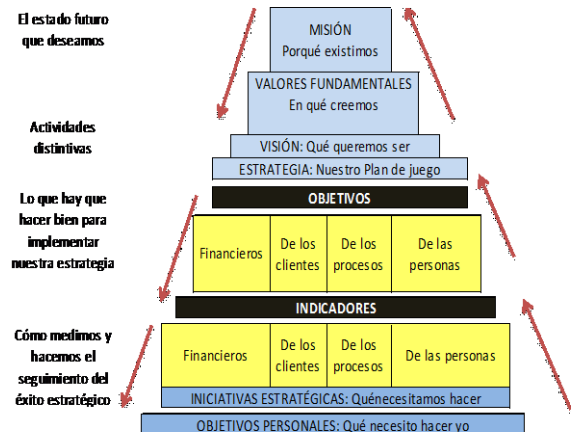 El estado futuro
que deseamos
MISIÓN
Porqué existimos
VALORES FUNDAMENTALES
En qué creemos
Actividades
distintivas
VISIÓN: Qué queremos ser
ESTRATEGIA: Nuestro Plan de juego
Lo que hay que
hacer bien para
implementar
nuestra estrategia
OBJETIVOS
Financieros
De los
clientes
De los
procesos
De las
personas
INDICADORES
Cómo medimos y
hacemos el
seguimiento del
éxito estratégico
Financieros
De los
clientes
De los
procesos
De las personas
INICIATIVAS ESTRATÉGICAS: Quénecesitamos hacer
OBJETIVOS PERSONALES: Qué necesito hacer yo